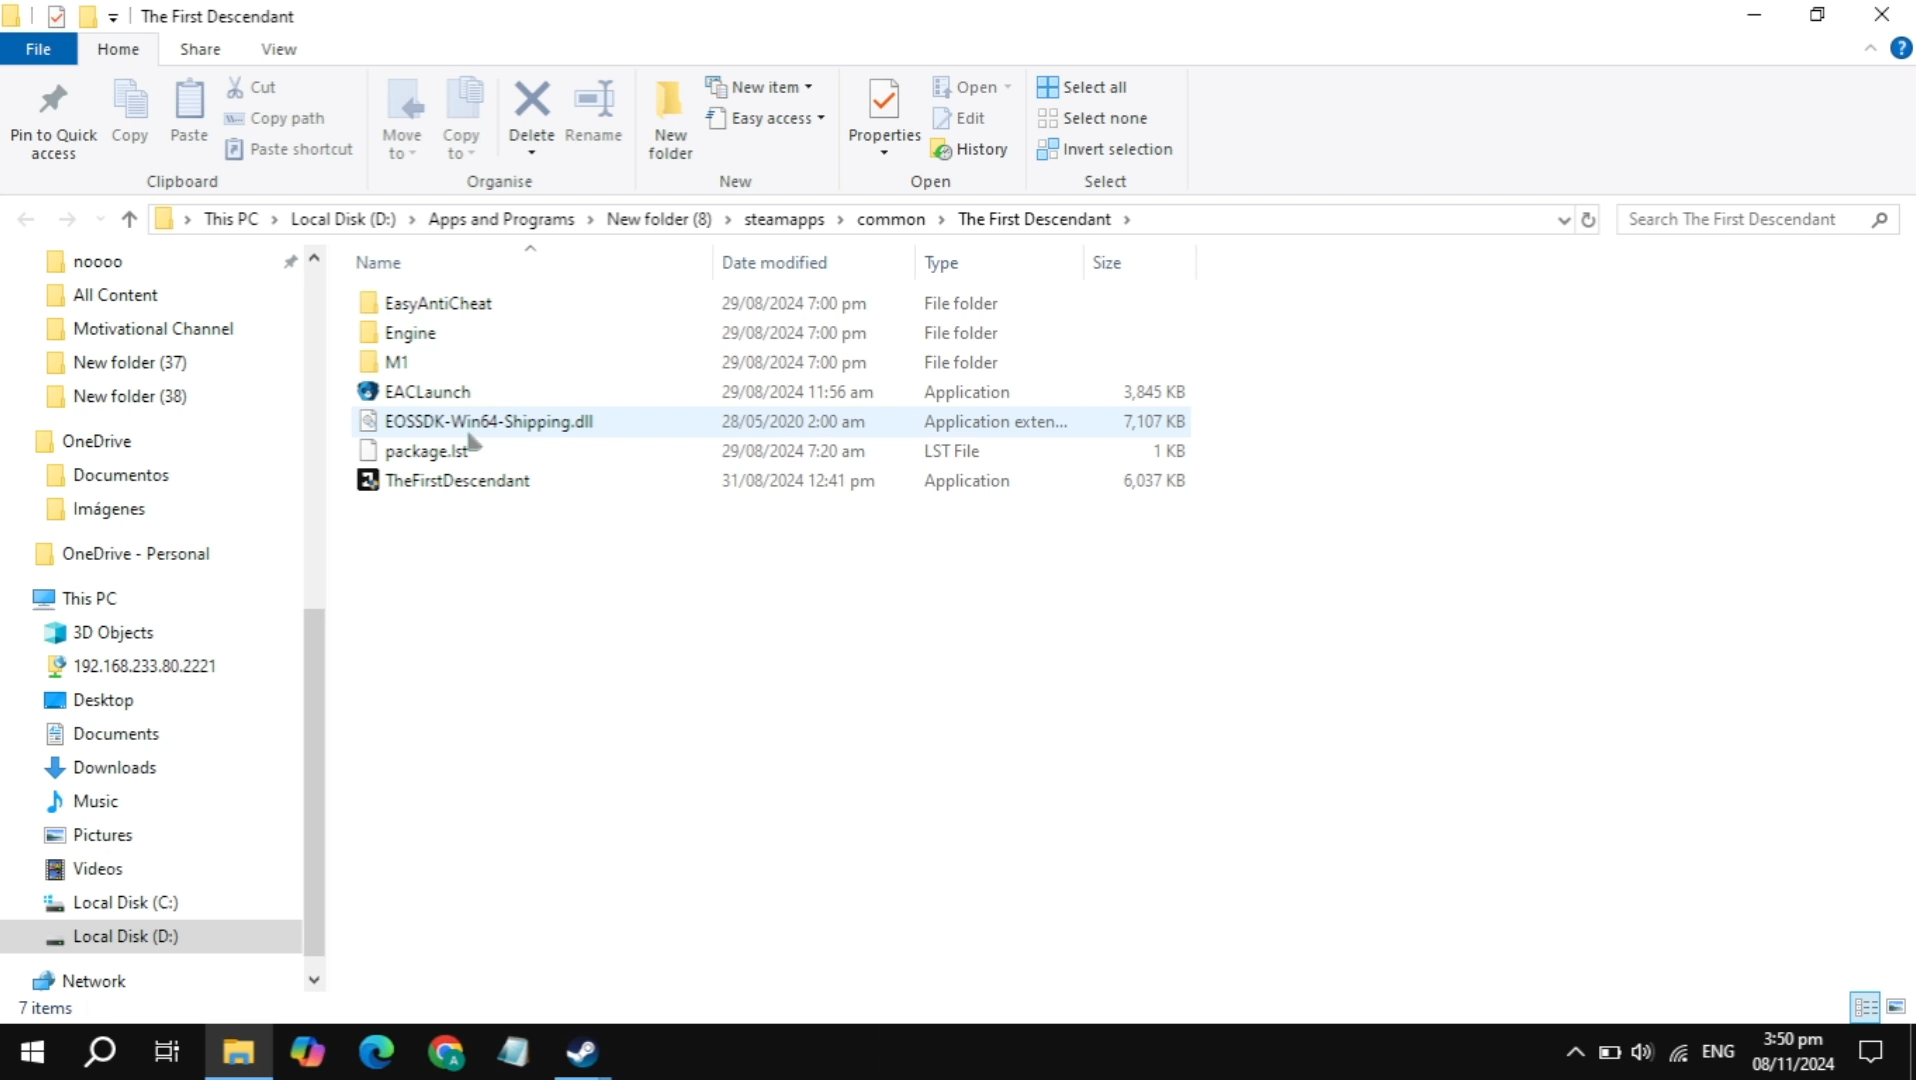 The First Descendant
File Home Share View
Pin to Quick access
Copy
Paste
Cut
Copy path
Paste shortcut
Move to
Copy to
Delete
Rename
New folder
New item
Easy access
Properties
Open
Edit
History
Select all
Select none
Invert selection
Clipboard Organise New Open Select
This PC Local Disk (D:) Apps and Programs New folder (8) steamapps common The First Descendant
Search The First Descendant
noooo
All Content
Motivational Channel
New folder (37)
New folder (38)
OneDrive
Documentos
Imágenes
OneDrive - Personal
This PC
3D Objects
192.168.233.80.2221
Desktop
Documents
Downloads
Music
Pictures
Videos
Local Disk (C:)
Local Disk (D:)
Network
Name Date modified Type Size
EasyAntiCheat 29/08/2024 7:00 pm File folder
Engine 29/08/2024 7:00 pm File folder
M1 29/08/2024 7:00 pm File folder
EACLaunch 29/08/2024 11:56 am Application 3,845 KB
EOSSDK-Win64-Shipping.dll 28/05/2020 2:00 am Application exten... 7,107 KB
package.lst 29/08/2024 7:20 am LST File 1 KB
TheFirstDescendant 31/08/2024 12:41 pm Application 6,037 KB
7 items
ENG
3:50 pm
08/11/2024